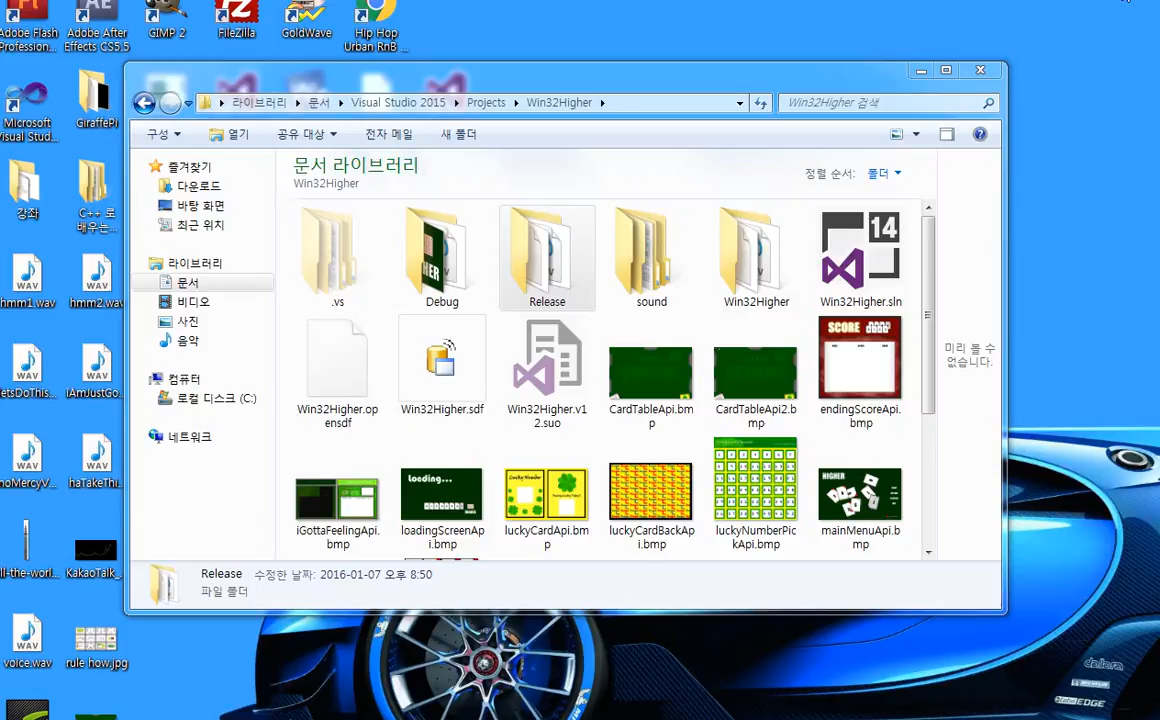 Adobe Flash Profession...
Adobe After Effects CS5.5
GIMP 2
FileZilla
GoldWave
Hip Hop Urban RnB ...
Microsoft Visual Stud...
GiraffePi
강좌
C++ 로 배우는...
hmm1.wav
hmm2.wav
etsDoThis...
iAmJustGo...
noMercyV...
haTakeThi...
ll-the-worl...
KakaoTalk_
voice.wav
rule how.jpg
라이브러리 ▸ 문서 ▸ Visual Studio 2015 ▸ Projects ▸ Win32Higher ▸
Win32Higher 검색
구성 열기 공유 대상 전자 메일 새 폴더
즐겨찾기
다운로드
바탕 화면
최근 위치
라이브러리
문서
비디오
사진
음악
컴퓨터
로컬 디스크 (C:)
네트워크
문서 라이브러리
Win32Higher
정렬 순서: 폴더
.vs
Debug
Release
sound
Win32Higher
14
Win32Higher.sln
Win32Higher.op
ensdf
Win32Higher.sdf
Win32Higher.v1
2.suo
CardTableApi.bm
p
CardTableApi2.b
mp
SCORE
endingScoreApi.
bmp
iGottaFeelingApi.
bmp
loading...
loadingScreenAp
i.bmp
luckyCardApi.bm
p
luckyCardBackAp
i.bmp
luckyNumberPic
kApi.bmp
HIGHER
mainMenuApi.b
mp
미리 볼 수
없습니다.
Release 수정한 날짜: 2016-01-07 오후 8:50
파일 폴더
dallara
MICHELIN